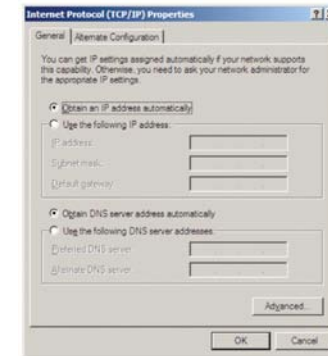 Internet Protocol (TCP/IP) Properties
General Alternate Configuration
You can get IP settings assigned automatically if your network supports
this capability. Otherwise, you need to ask your network administrator for
the appropriate IP settings.
Obtain an IP address automatically
Use the following IP address:
IP address:
Subnet mask:
Default gateway:
Obtain DNS server address automatically
Use the following DNS server addresses:
Preferred DNS server:
Alternate DNS server:
Advanced...
OK Cancel